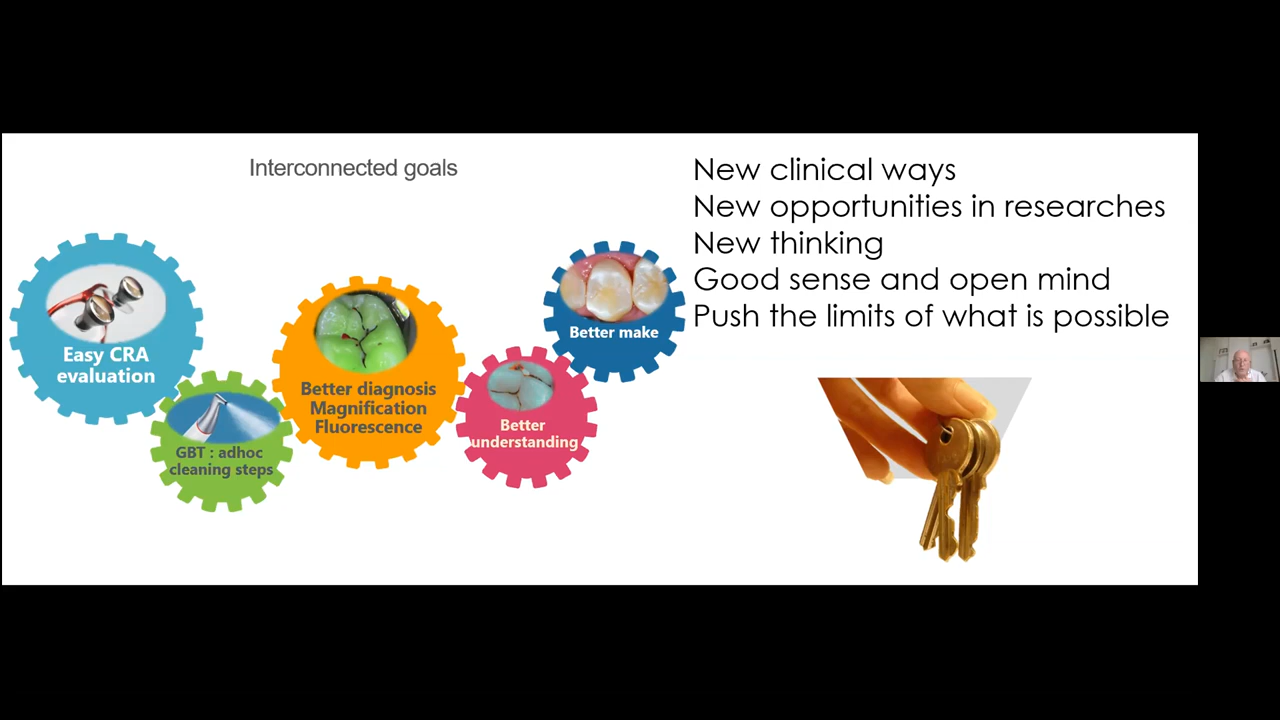 Interconnected goals
Easy CRA
evaluation
GBT : adhoc
cleaning steps
Better diagnosis
Magnification
Fluorescence
Better
understanding
Better make
New clinical ways
New opportunities in researches
New thinking
Good sense and open mind
Push the limits of what is possible